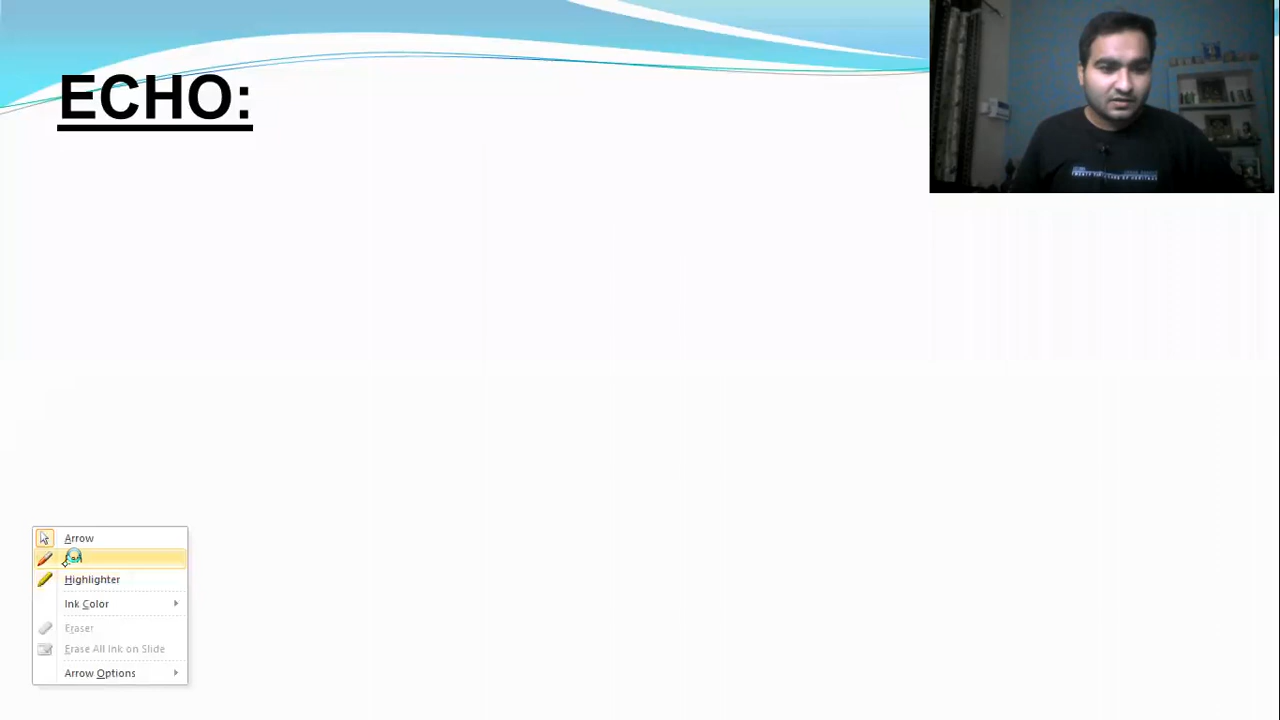 ECHO:
Arrow
Highlighter
Ink Color
Eraser
Erase All Ink on Slide
Arrow Options